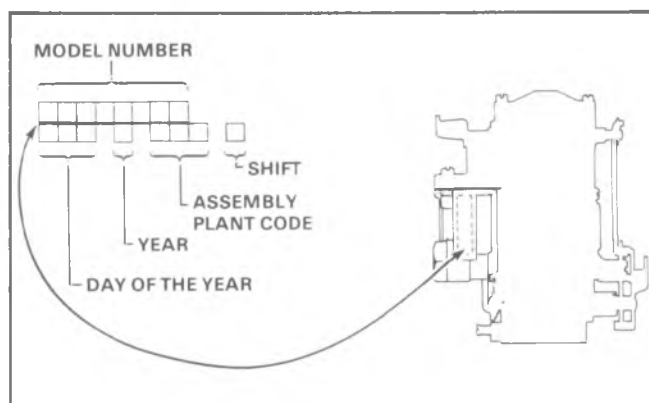 MODEL NUMBER
SHIFT
ASSEMBLY
PLANT CODE
YEAR
DAY OF THE YEAR